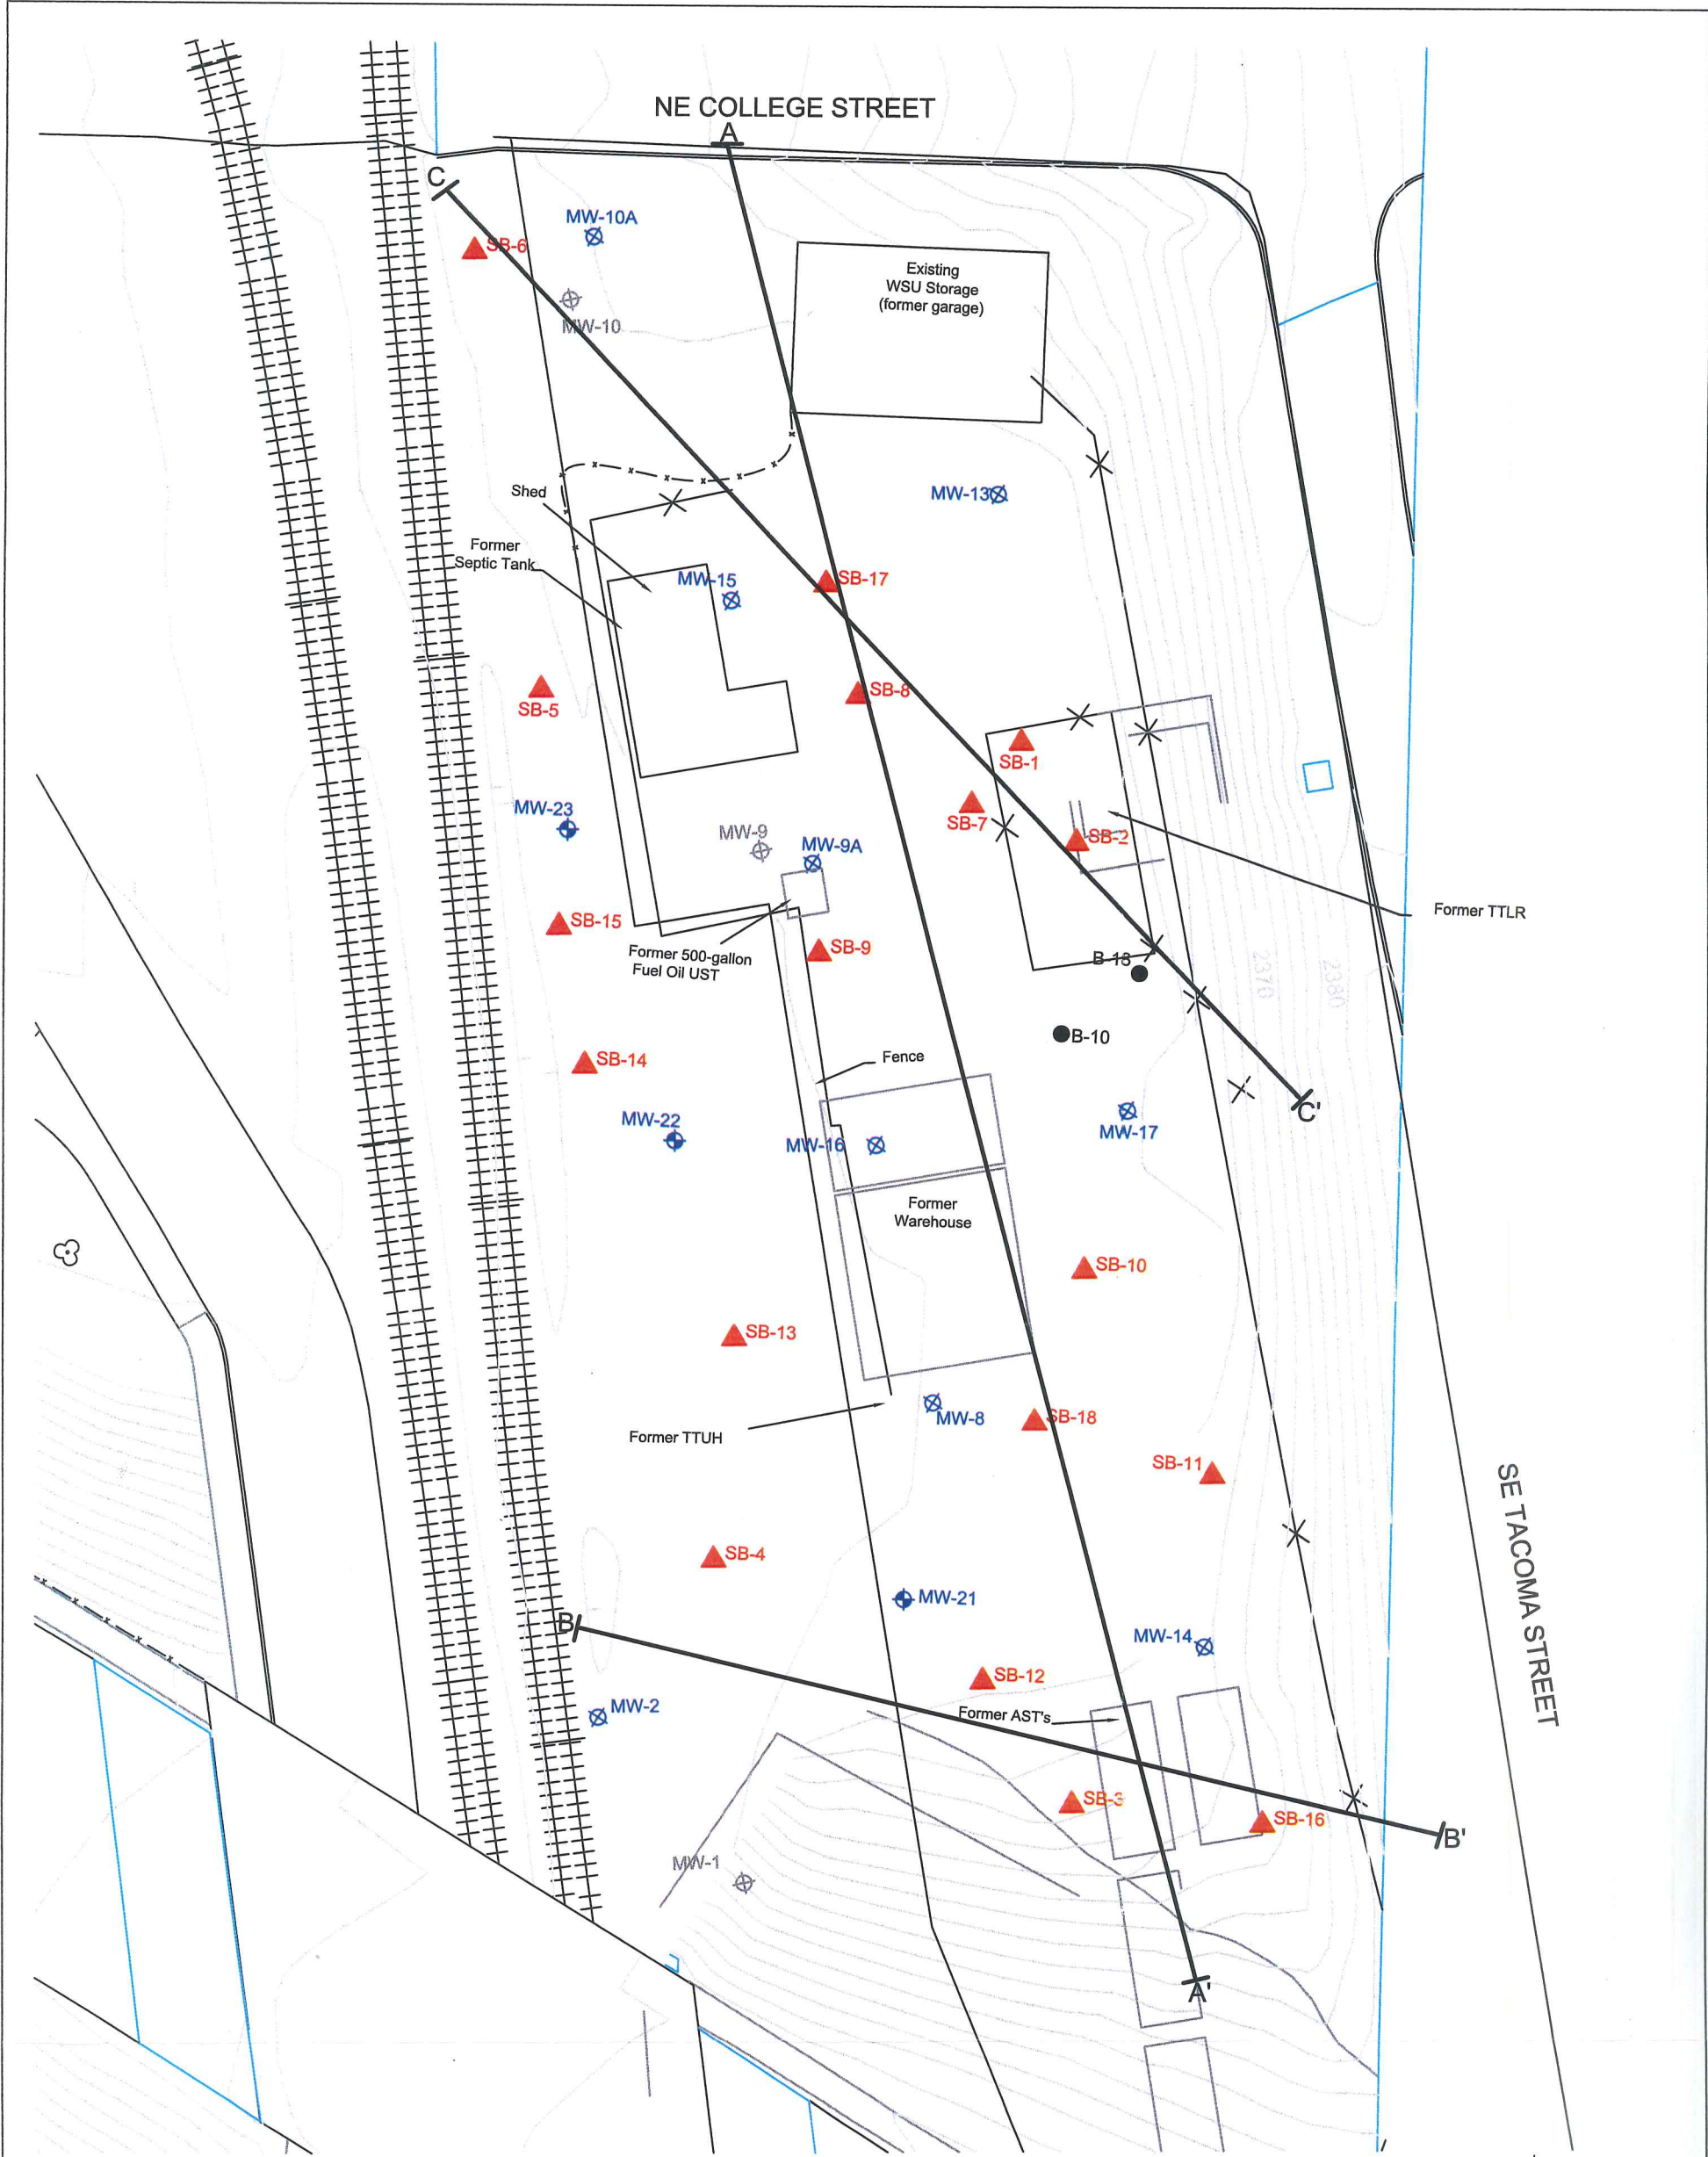 NE COLLEGE STREET
A
C
MW-10A
SB-6
Existing
WSU Storage
(former garage)
MW-10
MW-13
Shed
Former
Septic Tank
MW-15
SB-17
SB-5
SB-8
SB-1
MW-23
SB-7
MW-9
MW-9A
SB-2
Former TTLR
SB-15
SB-9
Former 500-gallon
Fuel Oil UST
B-13
2370
2380
B-10
Fence
SB-14
C'
MW-22
MW-16
MW-17
Former
Warehouse
SB-10
SB-13
MW-8
SB-18
Former TTUH
SB-11
SE TACOMA STREET
SB-4
MW-21
B
MW-14
SB-12
MW-2
Former AST's
SB-3
SB-16
B'
MW-1
A'